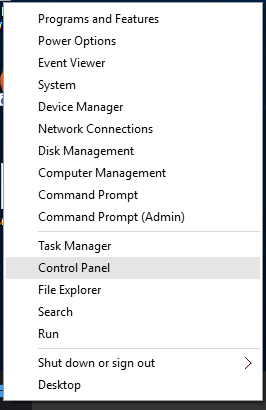 Programs and Features
Power Options
Event Viewer
System
Device Manager
Network Connections
Disk Management
Computer Management
Command Prompt
Command Prompt (Admin)
Task Manager
Control Panel
File Explorer
Search
Run
Shut down or sign out
Desktop